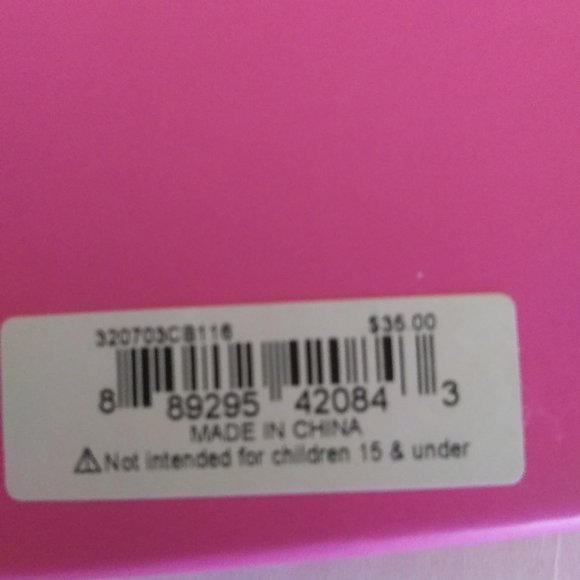 320703CB116 $35.00
8 89295 42084 3
MADE IN CHINA
⚠Not intended for children 15 & under